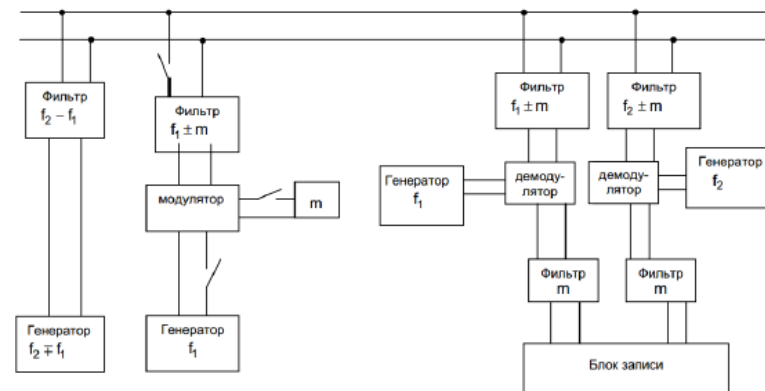 Фильтр
f₂ − f₁
Фильтр
f₁ ± m
Фильтр
f₁ ± m
Фильтр
f₂ ± m
модулятор
m
Генератор
f₁
демоду-
лятор
демоду-
лятор
Генератор
f₂
Фильтр
m
Фильтр
m
Генератор
f₂ ∓ f₁
Генератор
f₁
Блок записи